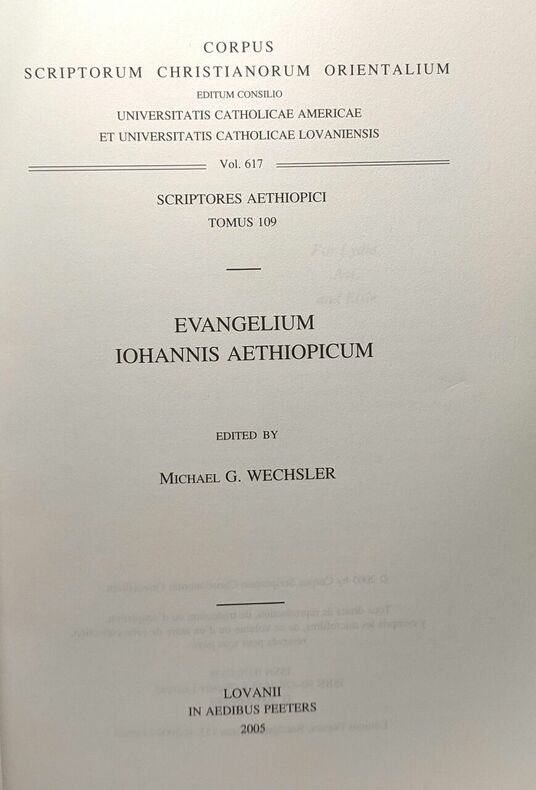 CORPUS
SCRIPTORUM CHRISTIANORUM ORIENTALIUM
EDITUM CONSILIO
UNIVERSITATIS CATHOLICAE AMERICAE
ET UNIVERSITATIS CATHOLICAE LOVANIENSIS
Vol. 617
SCRIPTORES AETHIOPICI
TOMUS 109
EVANGELIUM
IOHANNIS AETHIOPICUM
EDITED BY
MICHAEL G. WECHSLER
LOVANII
IN AEDIBUS PEETERS
2005